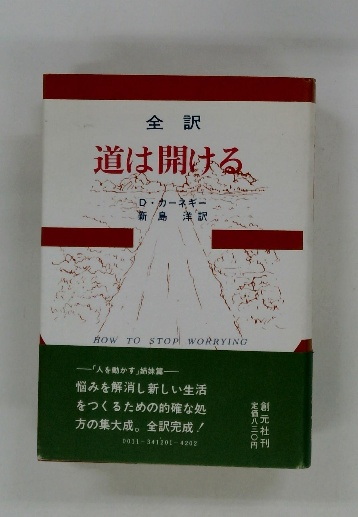 全訳
道は開ける
D・カーネギー
新島 洋訳
HOW TO STOP WORRYING
──「人を動かす」姉妹篇──
悩みを解消し新しい生活
をつくるための的確な処
方の集大成。全訳完成！
0011-341201-4202
創元社刊
定価八三〇円